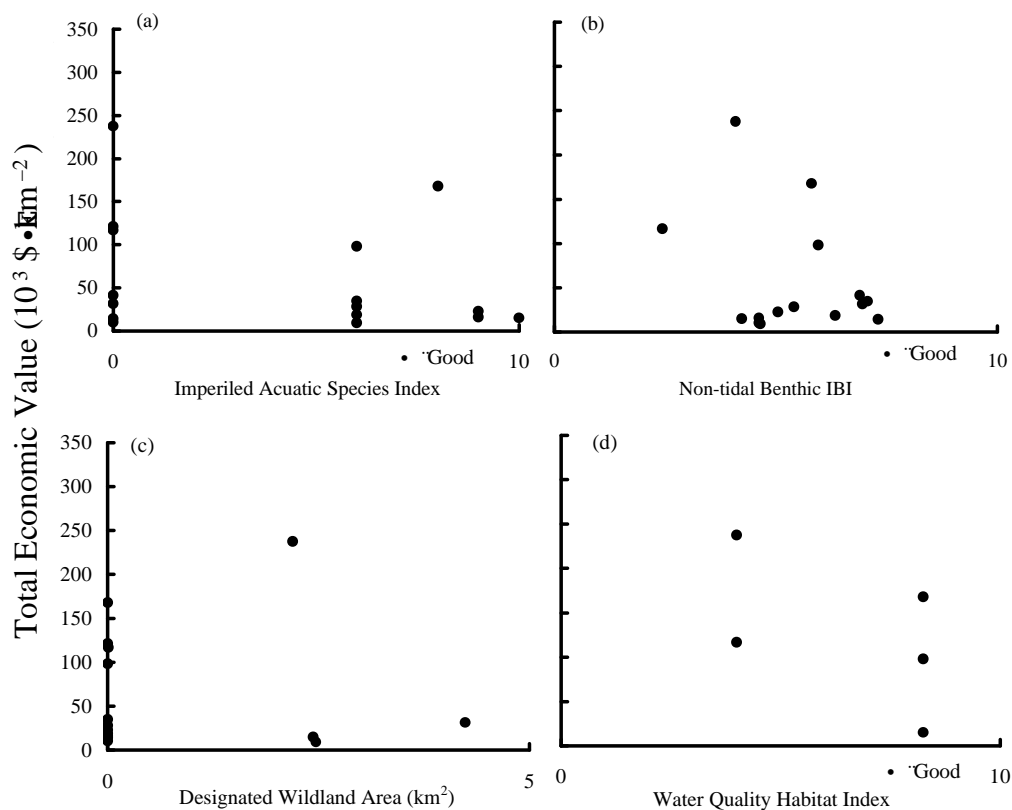 Total Economic Value (10³ $•km⁻²)
(a)
350
300
250
200
150
100
50
0
0 10
• ¨Good
Imperiled Acuatic Species Index
(b)
0 10
• ¨Good
Non-tidal Benthic IBI
(c)
350
300
250
200
150
100
50
0
0 5
Designated Wildland Area (km²)
(d)
0 10
• ¨Good
Water Quality Habitat Index